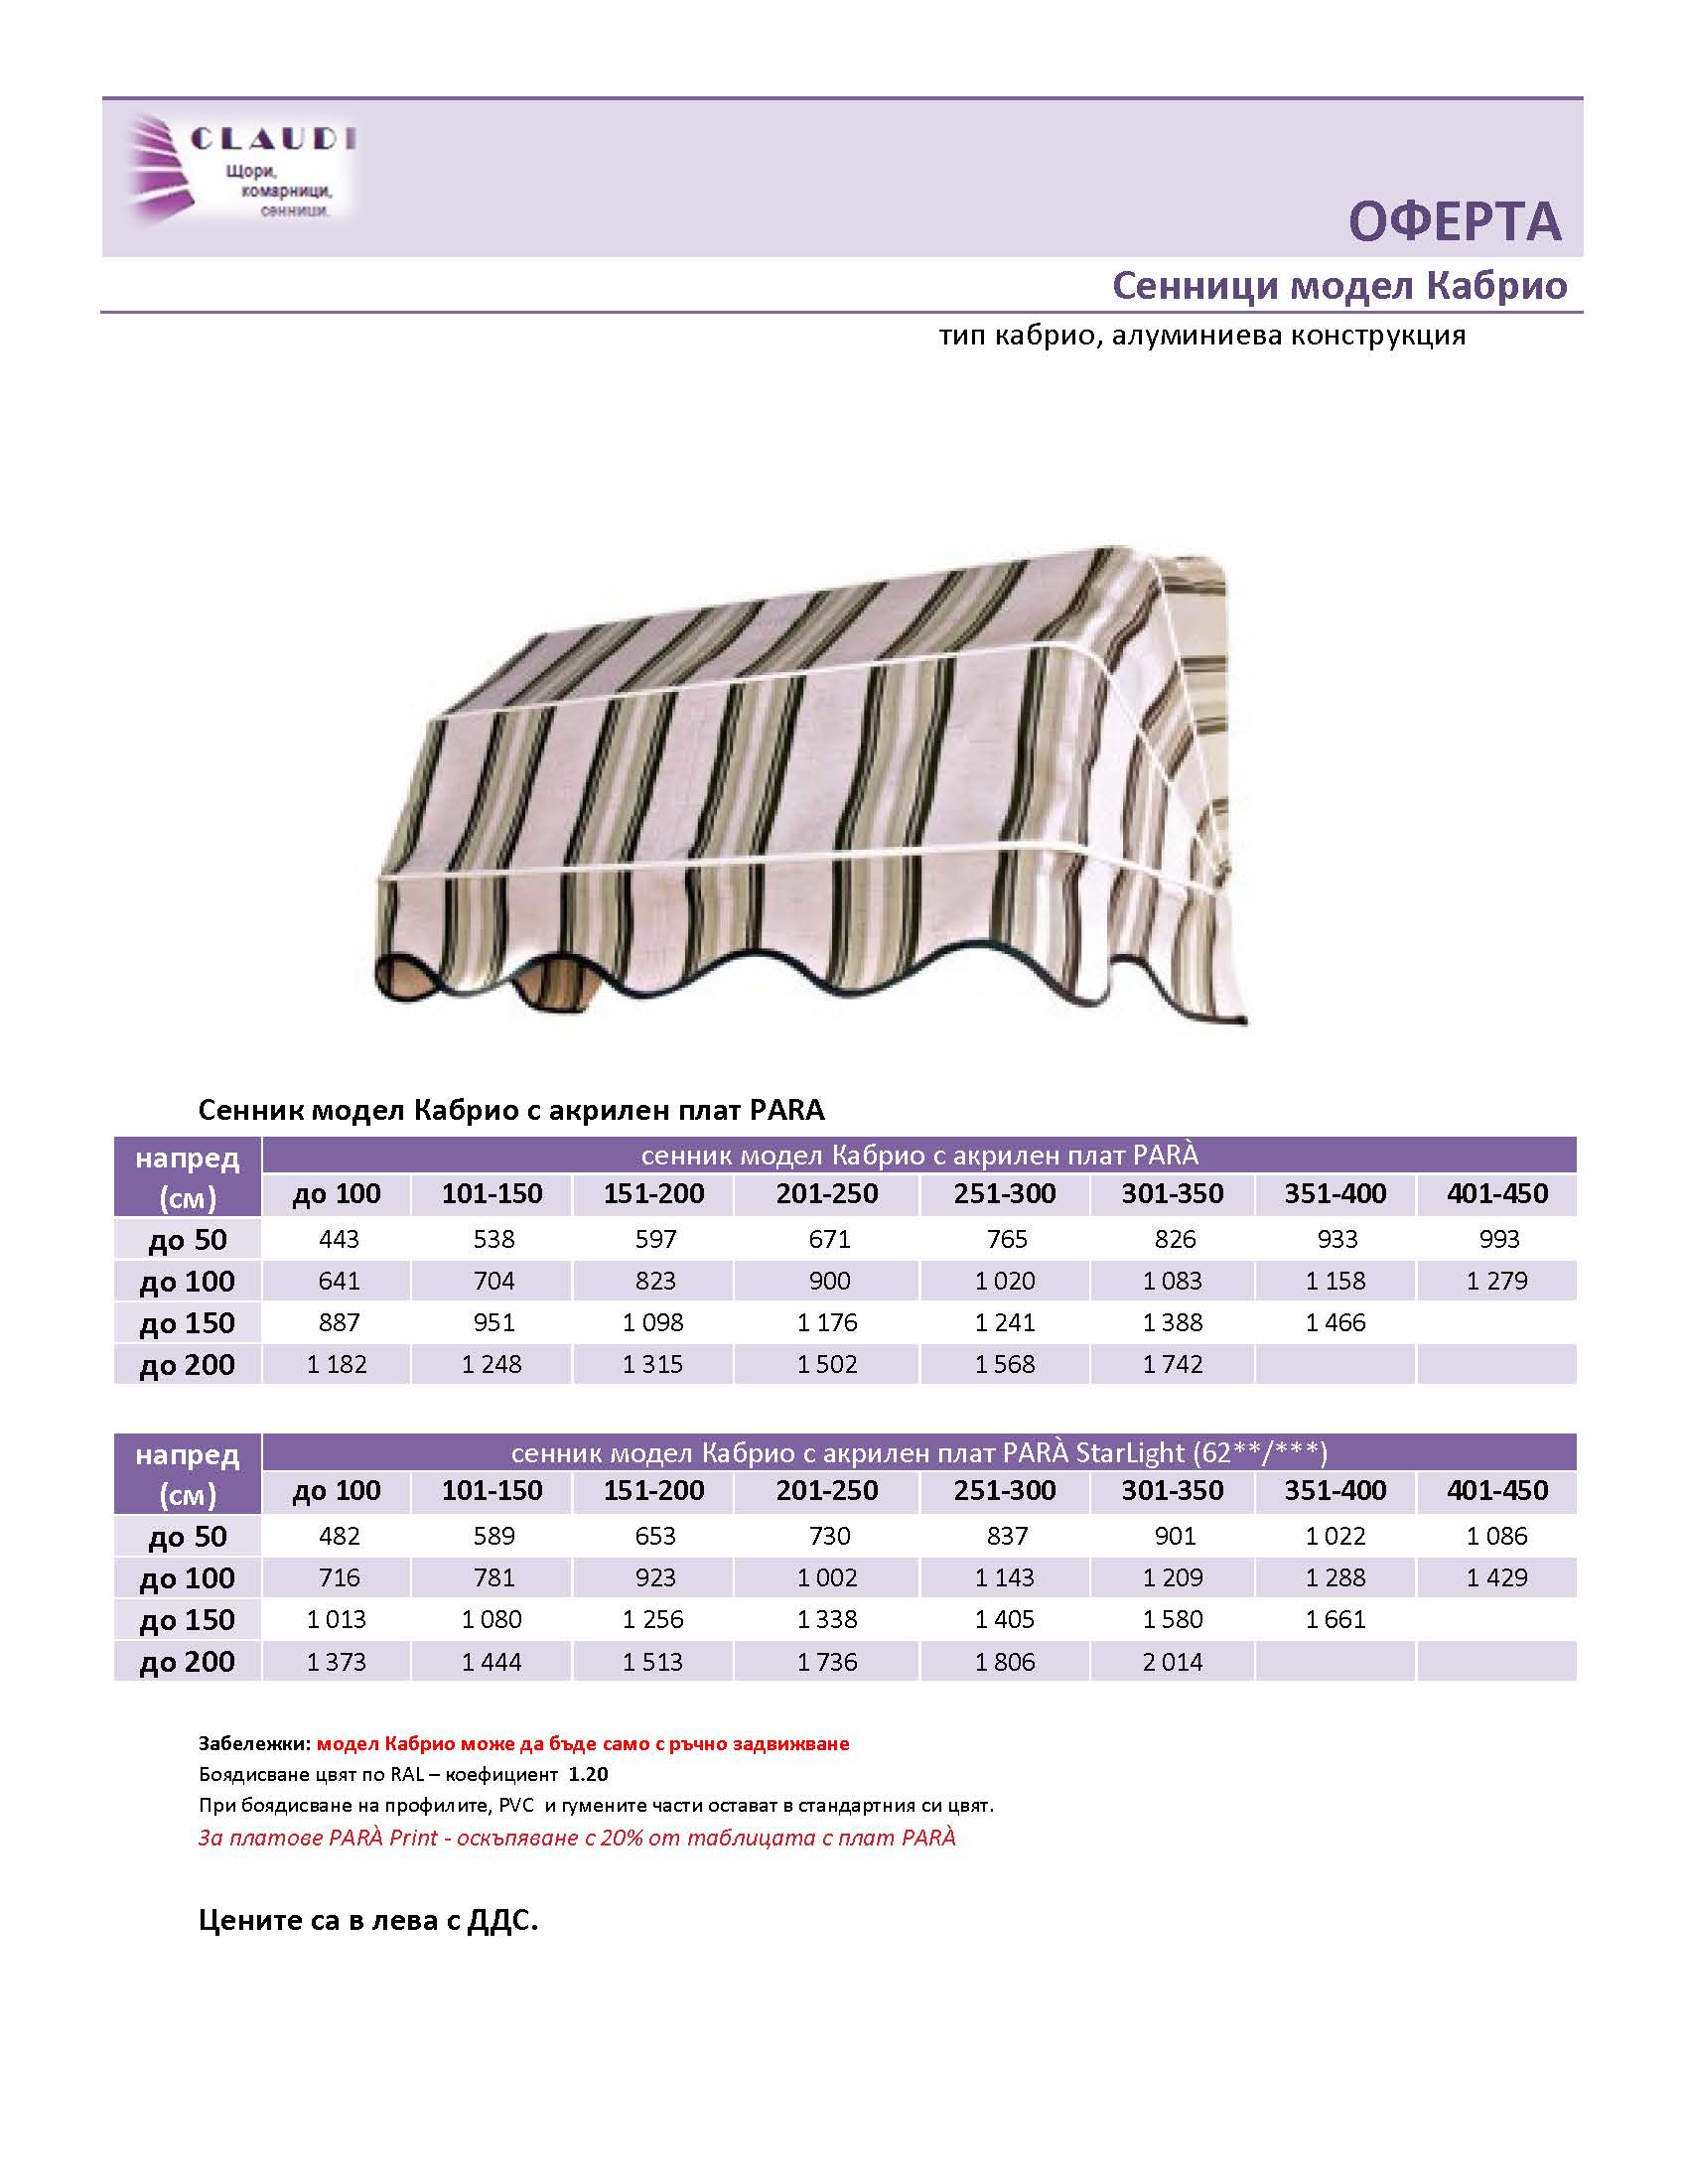 CLAUDI
Щори,
комарници,
сенници.
ОФЕРТА
Сенници модел Кабрио
тип кабрио, алуминиева конструкция
Сенник модел Кабрио с акрилен плат PARA
напред (см) сенник модел Кабрио с акрилен плат PARÀ
до 100 101-150 151-200 201-250 251-300 301-350 351-400 401-450
до 50 443 538 597 671 765 826 933 993
до 100 641 704 823 900 1 020 1 083 1 158 1 279
до 150 887 951 1 098 1 176 1 241 1 388 1 466
до 200 1 182 1 248 1 315 1 502 1 568 1 742
напред (см) сенник модел Кабрио с акрилен плат PARÀ StarLight (62**/***)
до 100 101-150 151-200 201-250 251-300 301-350 351-400 401-450
до 50 482 589 653 730 837 901 1 022 1 086
до 100 716 781 923 1 002 1 143 1 209 1 288 1 429
до 150 1 013 1 080 1 256 1 338 1 405 1 580 1 661
до 200 1 373 1 444 1 513 1 736 1 806 2 014
Забележки: модел Кабрио може да бъде само с ръчно задвижване
Боядисване цвят по RAL – коефициент 1.20
При боядисване на профилите, PVC и гумените части остават в стандартния си цвят.
За платове PARÀ Print - оскъпяване с 20% от таблицата с плат PARÀ
Цените са в лева с ДДС.